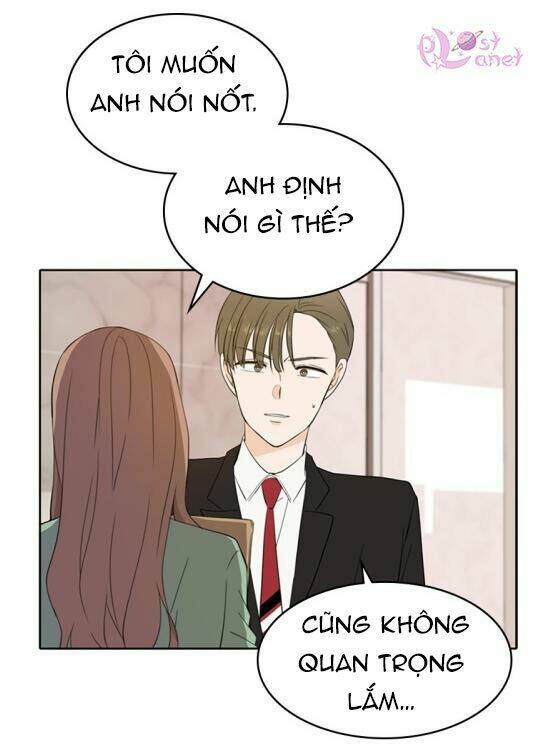 Lost
Planet
TÔI MUỐN
ANH NÓI NỐT.
ANH ĐỊNH
NÓI GÌ THẾ?
CŨNG KHÔNG
QUAN TRỌNG
LẮM...